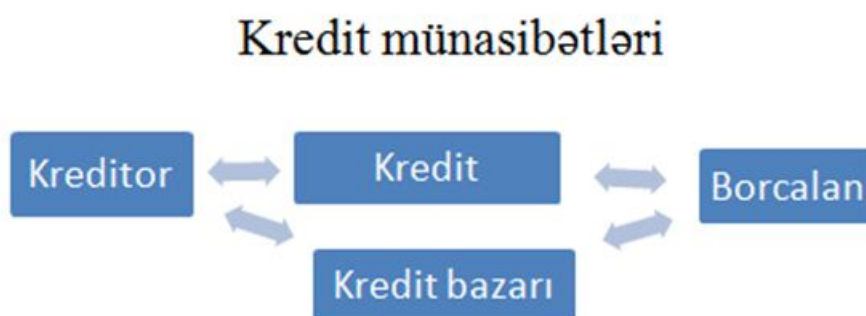 Kredit münasibətləri
Kreditor
Kredit
Borcalan
Kredit bazarı